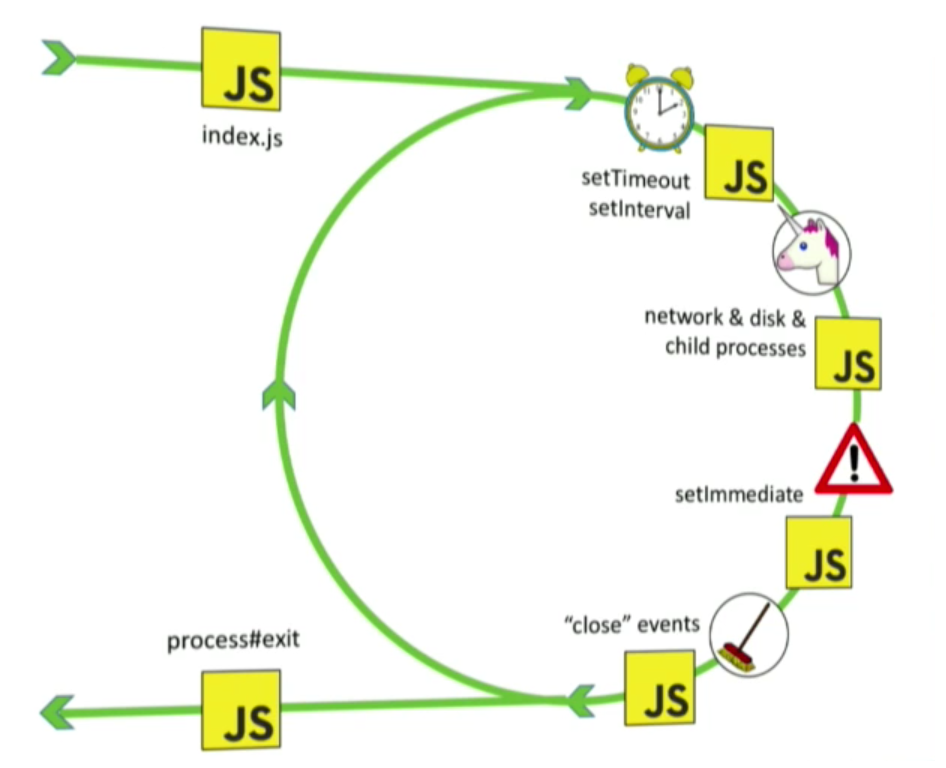 JS
index.js
setTimeout
setInterval
JS
network & disk &
child processes
JS
setImmediate
JS
"close" events
JS
process#exit
JS